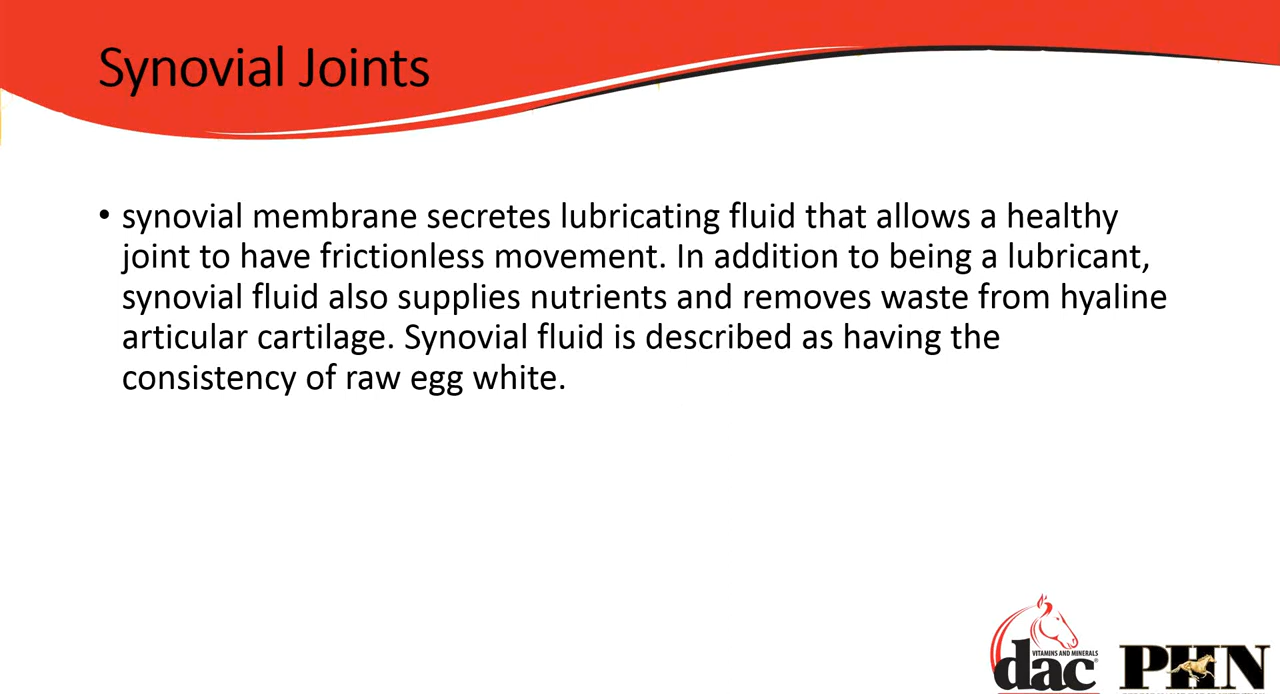 Synovial Joints
• synovial membrane secretes lubricating fluid that allows a healthy
joint to have frictionless movement. In addition to being a lubricant,
synovial fluid also supplies nutrients and removes waste from hyaline
articular cartilage. Synovial fluid is described as having the
consistency of raw egg white.
VITAMINS AND MINERALS
dac®
PHN